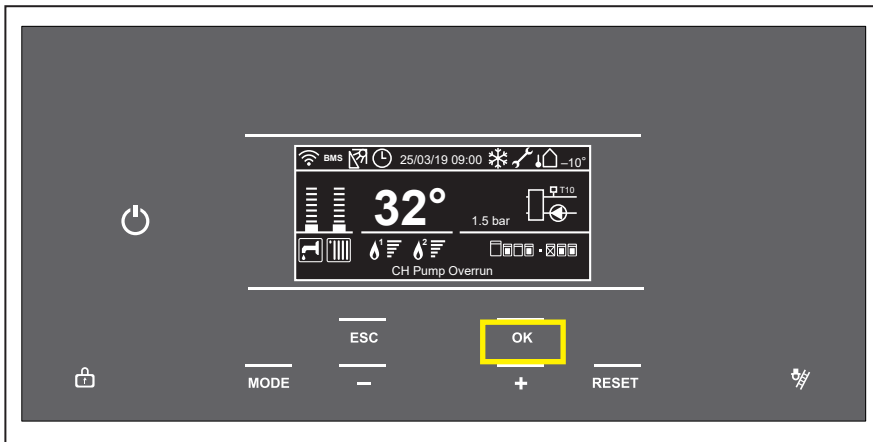 BMS 25/03/19 09:00 –10°
32° 1.5 bar T10
1 2
CH Pump Overrun
ESC OK
MODE – + RESET